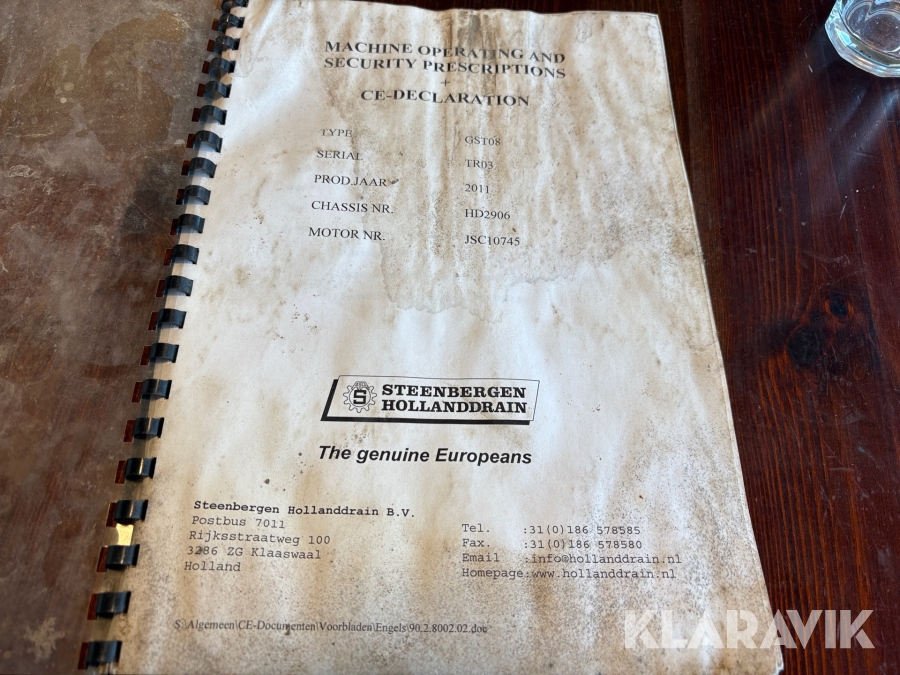 MACHINE OPERATING AND
SECURITY PRESCRIPTIONS
+
CE-DECLARATION
TYPE GST08
SERIAL TR03
PROD.JAAR 2011
CHASSIS NR. HD2906
MOTOR NR. JSC10745
S STEENBERGEN
HOLLANDDRAIN
The genuine Europeans
Steenbergen Hollanddrain B.V.
Postbus 7011
Rijksstraatweg 100
3286 ZG Klaaswaal
Holland
Tel. :31(0)186 578585
Fax. :31(0)186 578580
Email :info@hollanddrain.nl
Homepage:www.hollanddrain.nl
S:\Algemeen\CE-Documenten\Voorbladen\Engels\90.2.8002.02.doc
KLARAVIK